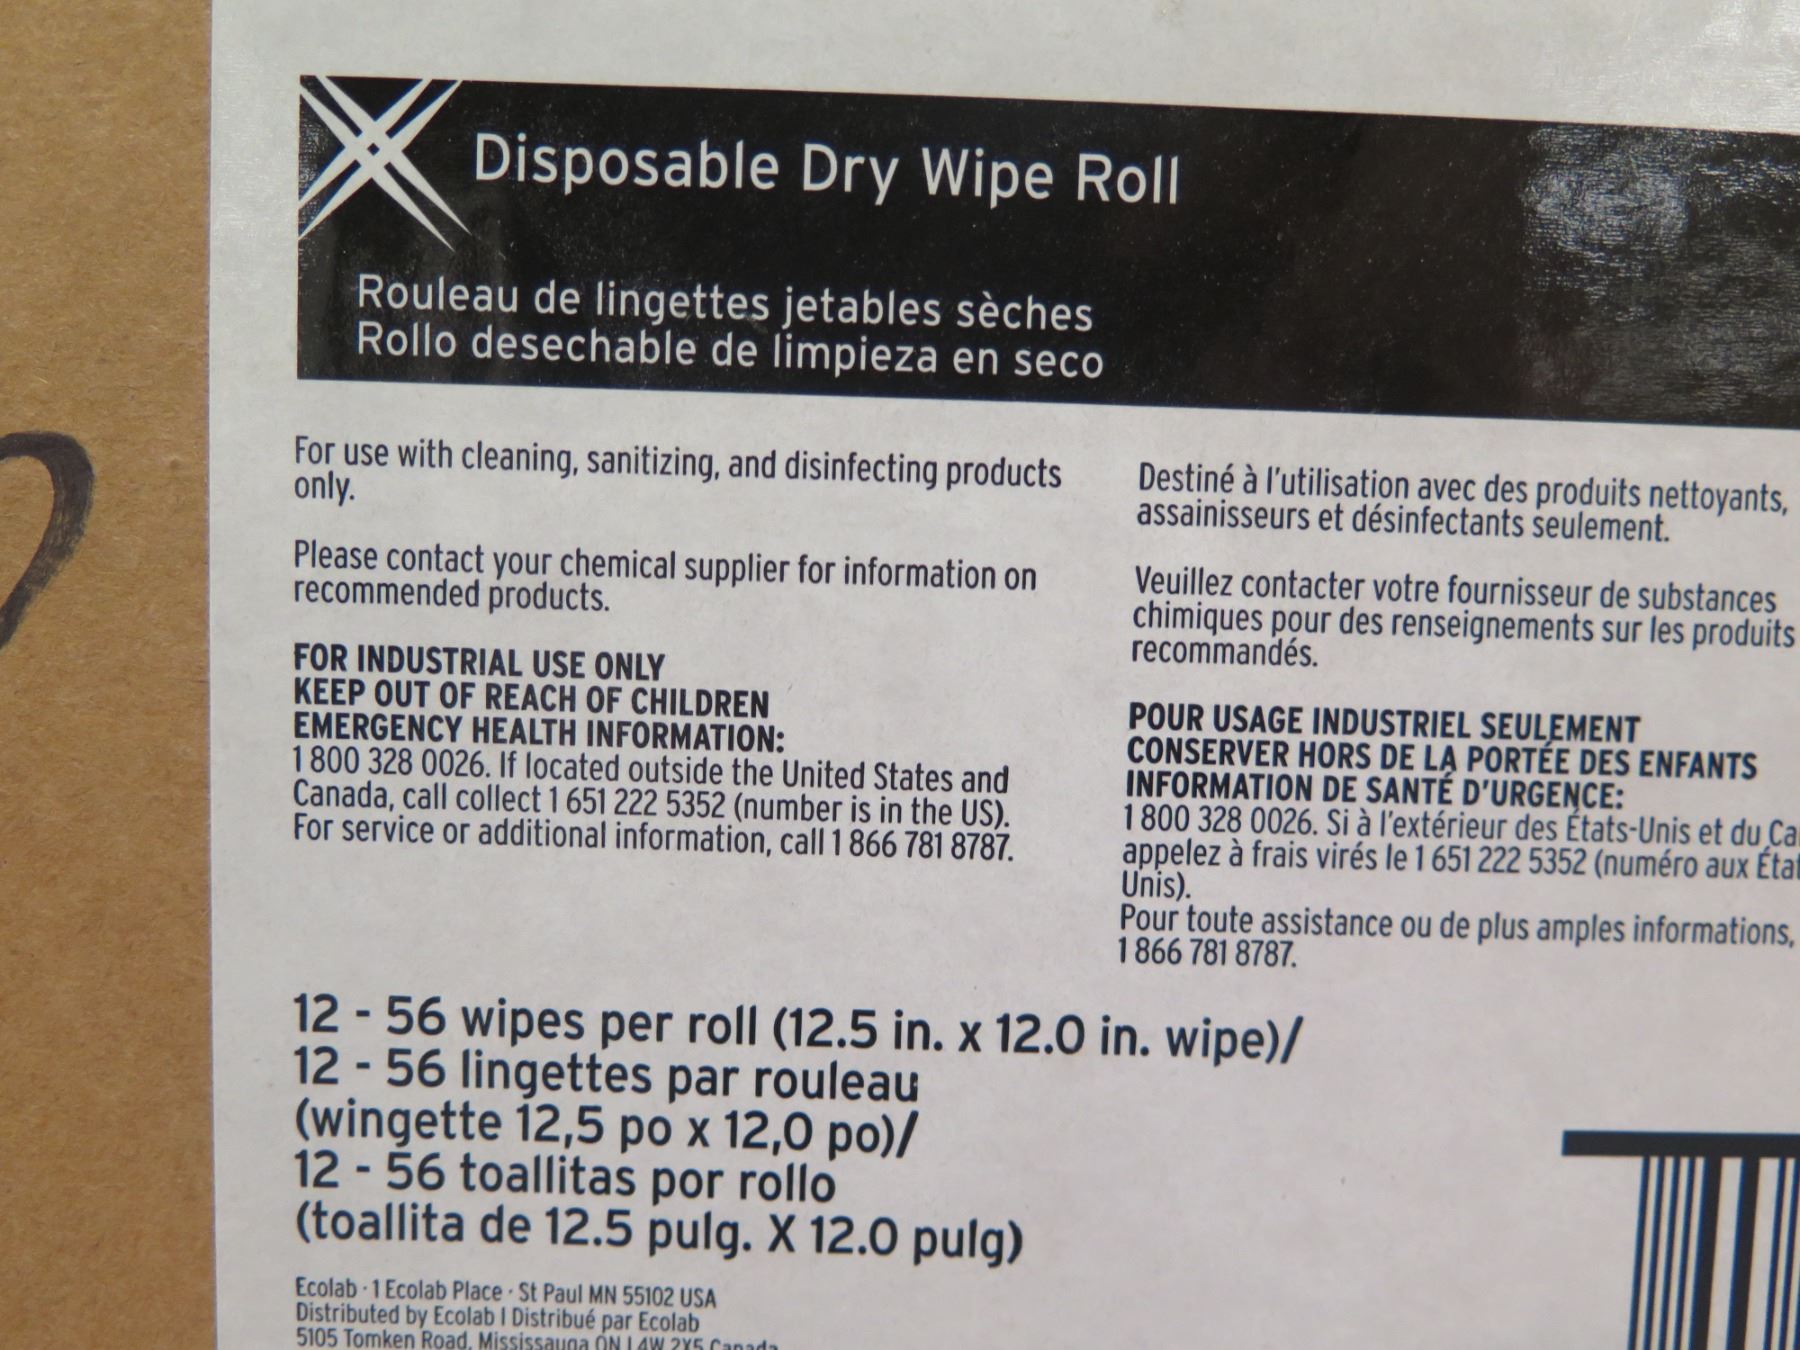 Disposable Dry Wipe Roll
Rouleau de lingettes jetables sèches
Rollo desechable de limpieza en seco
For use with cleaning, sanitizing, and disinfecting products
only.
Please contact your chemical supplier for information on
recommended products.
FOR INDUSTRIAL USE ONLY
KEEP OUT OF REACH OF CHILDREN
EMERGENCY HEALTH INFORMATION:
1 800 328 0026. If located outside the United States and
Canada, call collect 1 651 222 5352 (number is in the US).
For service or additional information, call 1 866 781 8787.
Destiné à l'utilisation avec des produits nettoyants,
assainisseurs et désinfectants seulement.
Veuillez contacter votre fournisseur de substances
chimiques pour des renseignements sur les produits
recommandés.
POUR USAGE INDUSTRIEL SEULEMENT
CONSERVER HORS DE LA PORTÉE DES ENFANTS
INFORMATION DE SANTÉ D'URGENCE:
1 800 328 0026. Si à l'extérieur des États-Unis et du
appelez à frais virés le 1 651 222 5352 (numéro aux
Unis).
Pour toute assistance ou de plus amples informations,
1 866 781 8787.
12 - 56 wipes per roll (12.5 in. x 12.0 in. wipe)/
12 - 56 lingettes par rouleau
(wingette 12,5 po x 12,0 po)/
12 - 56 toallitas por rollo
(toallita de 12.5 pulg. X 12.0 pulg)
Ecolab · 1 Ecolab Place · St Paul MN 55102 USA
Distributed by Ecolab | Distribué par Ecolab
5105 Tomken Road, Mississauga ON L4W 2X5 Canada